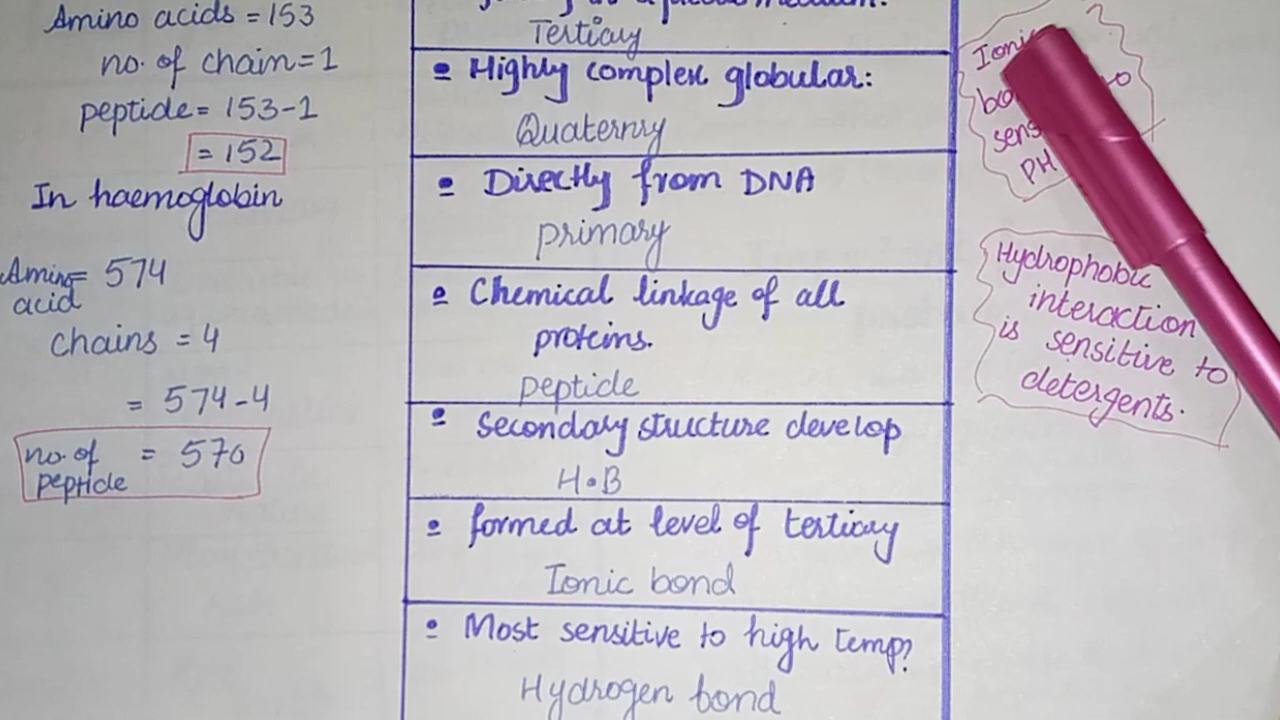 Amino acids = 153
no. of chain = 1
peptide = 153-1
= 152
In haemoglobin
Amino acid = 574
chains = 4
= 574-4
no. of peptide = 570
Tertiary
Highly complex globular:
Quaternry
Directly from DNA
primary
Chemical linkage of all
proteins.
peptide
Secondary structure develop
H.B
formed at level of tertiary
Ionic bond
Most sensitive to high temp?
Hydrogen bond
Ionic
PH
Hydrophobic
interaction
is sensitive to
detergents.